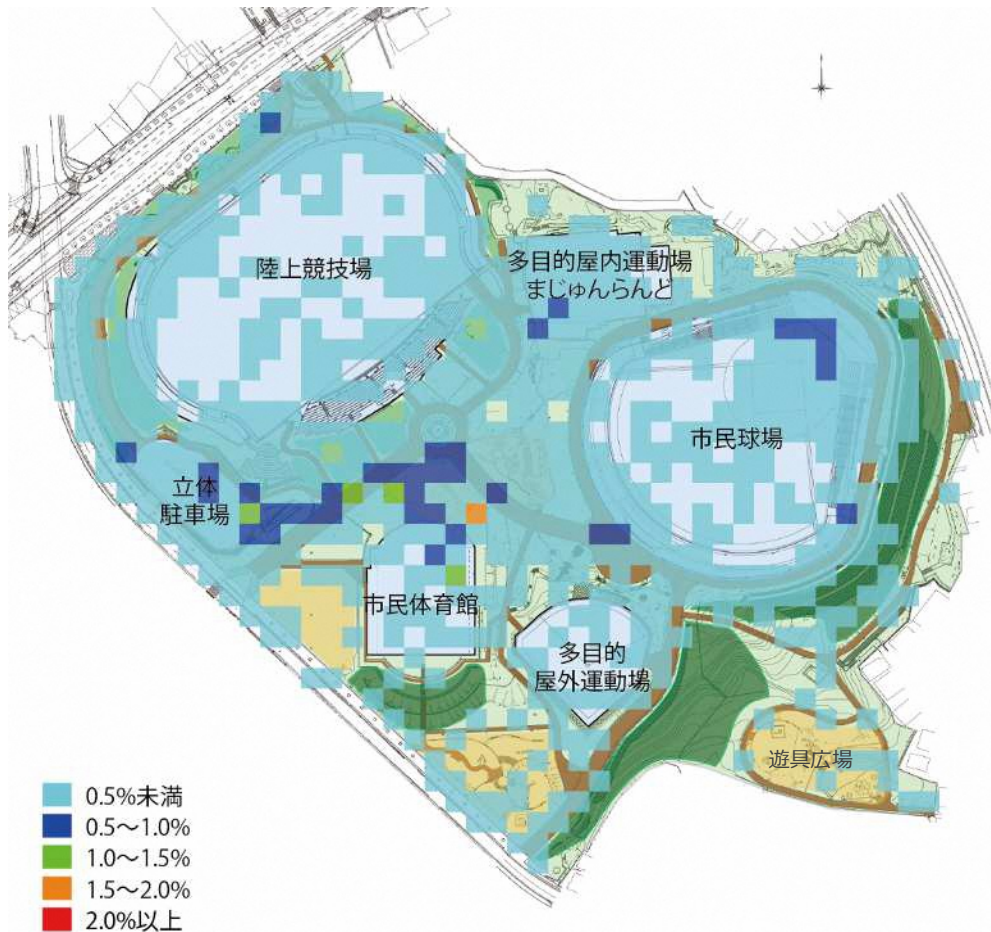 陸上競技場
多目的屋内運動場
まじゅんらんど
市民球場
立体
駐車場
市民体育館
多目的
屋外運動場
遊具広場
0.5%未満
0.5～1.0%
1.0～1.5%
1.5～2.0%
2.0%以上